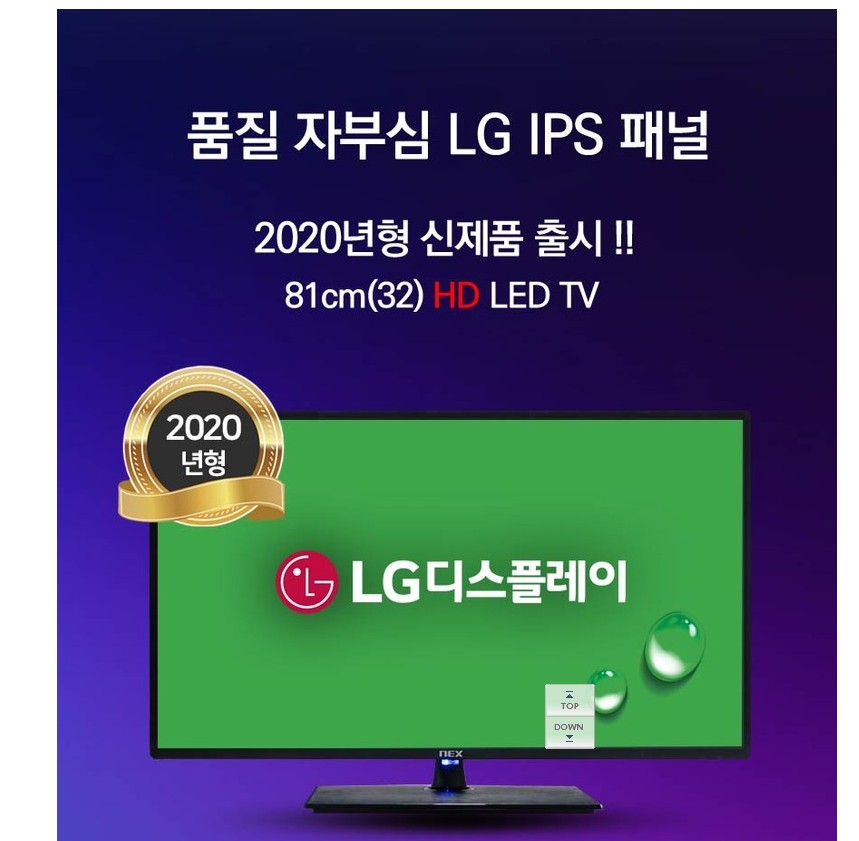 품질 자부심 LG IPS 패널
2020년형 신제품 출시 !!
81cm(32) HD LED TV
2020
년형
LG디스플레이
TOP
DOWN
nex